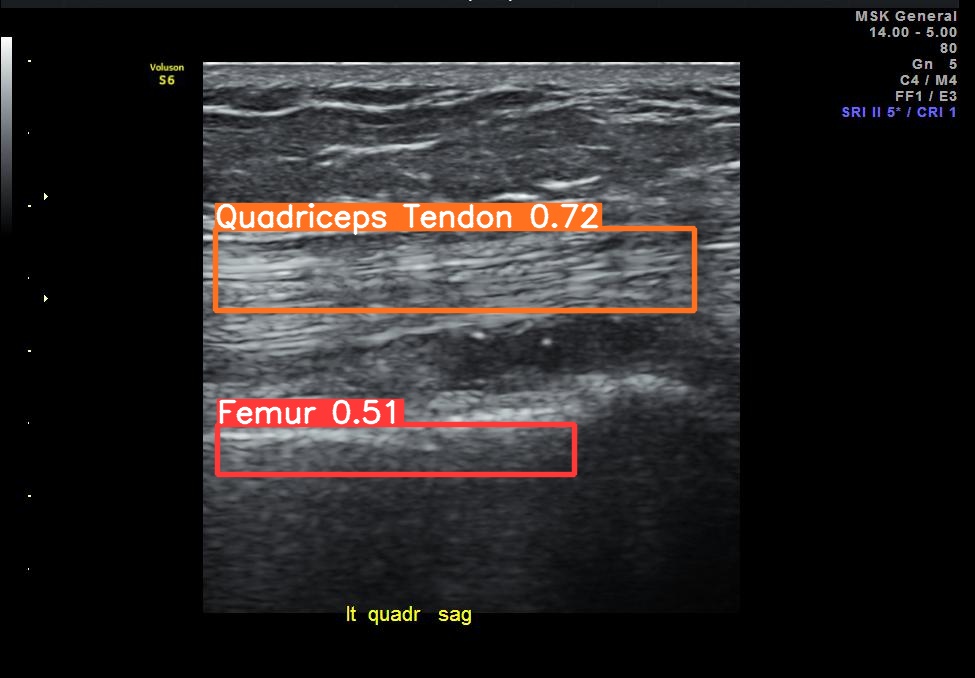 MSK General
14.00 - 5.00
80
Gn 5
C4 / M4
FF1 / E3
SRI II 5* / CRI 1
Voluson
S6
Quadriceps Tendon 0.72
Femur 0.51
lt quadr sag